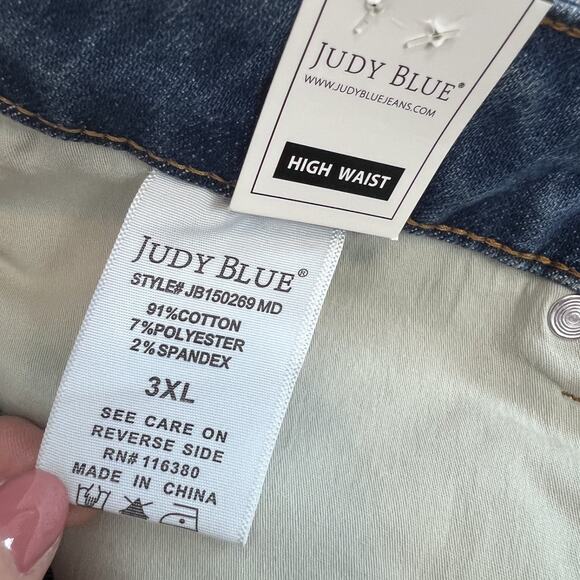 JUDY BLUE®
WWW.JUDYBLUEJEANS.COM
HIGH WAIST
JUDY BLUE®
STYLE# JB150269 MD
91%COTTON
7%POLYESTER
2%SPANDEX
3XL
SEE CARE ON
REVERSE SIDE
RN# 116380
MADE IN CHINA